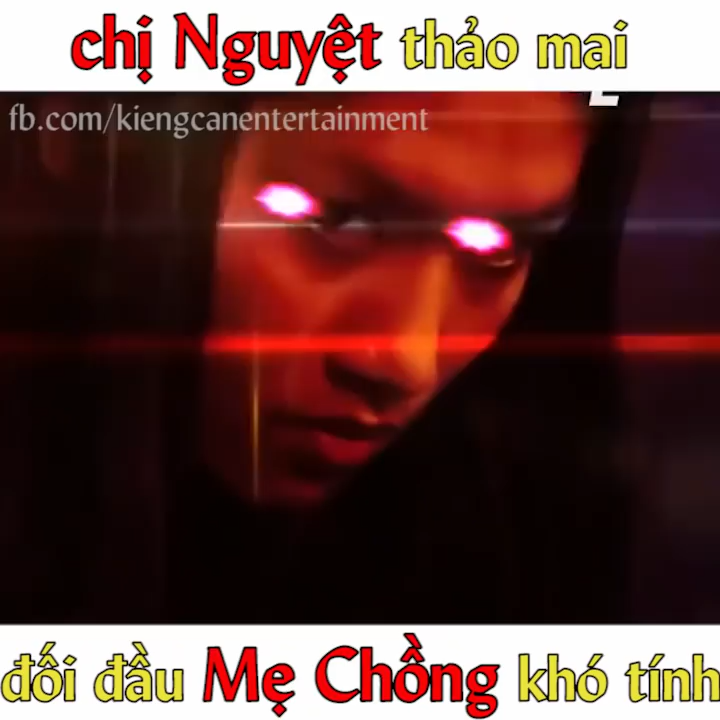 chị Nguyệt thảo mai
fb.com/kiengcanentertainment
đối đầu Mẹ Chồng khó tính